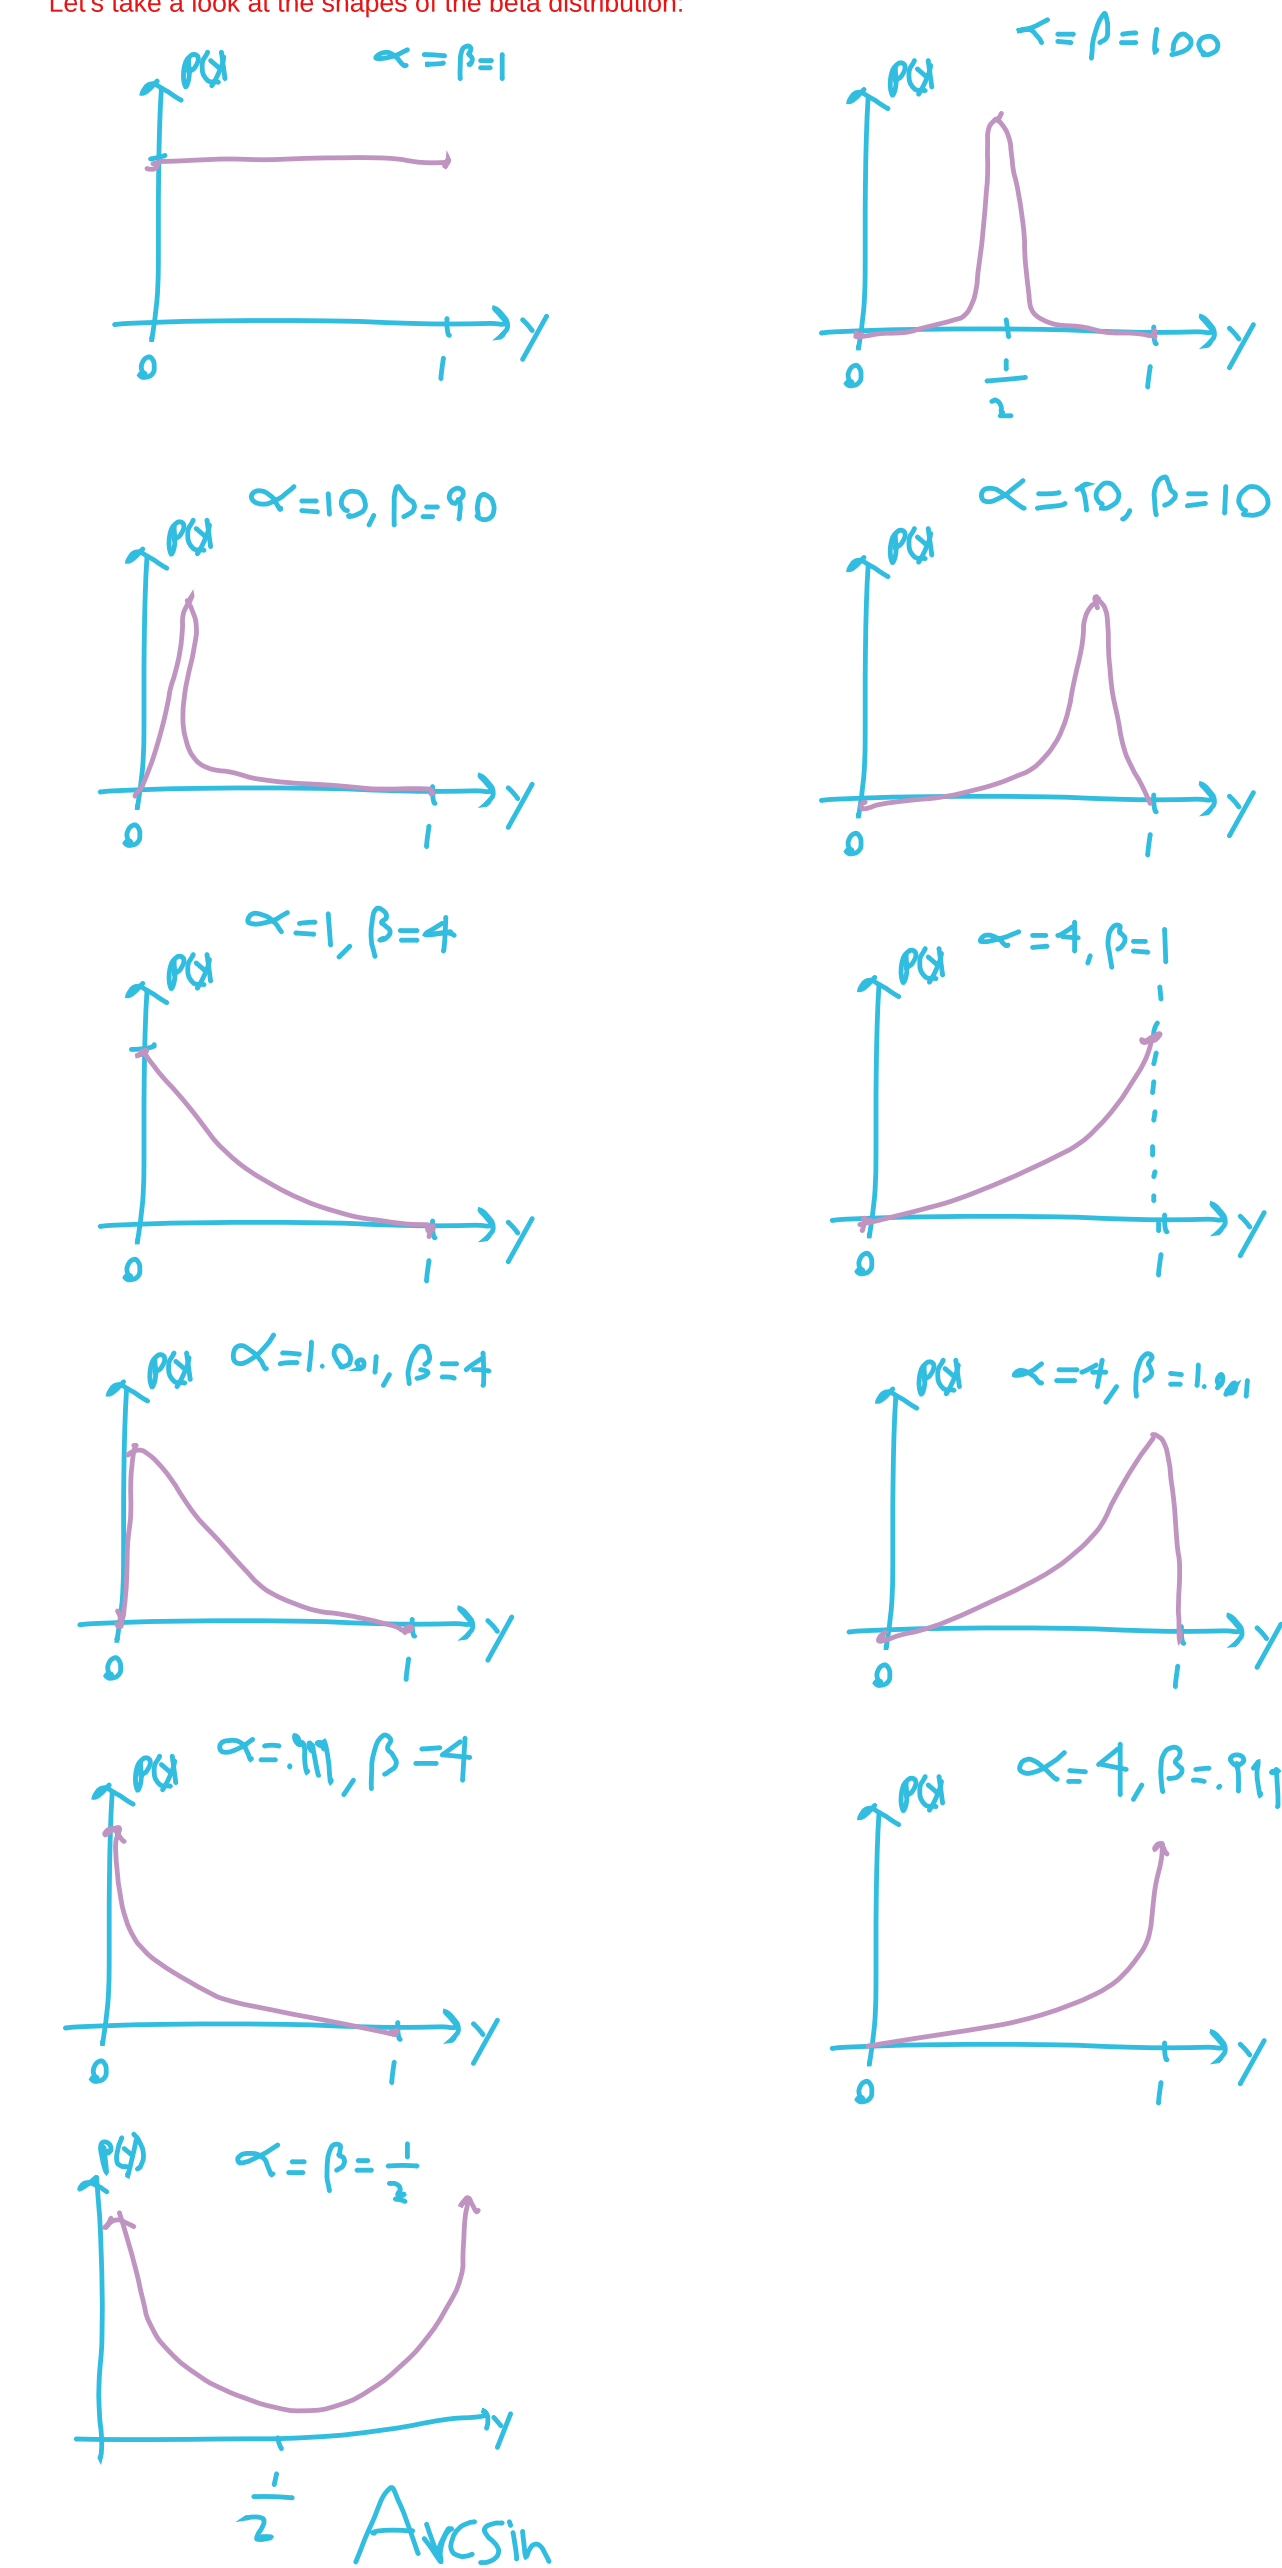 Let's take a look at the shapes of the beta distribution:
P(y) α = β = 1
1
0 1 y
P(y) α = β = 100
0 1/2 1 y
P(y) α = 10, β = 90
0 1 y
P(y) α = 90, β = 10
0 1 y
P(y) α = 1, β = 4
0 1 y
P(y) α = 4, β = 1
0 1 y
P(y) α = 1.001, β = 4
0 1 y
P(y) α = 4, β = 1.001
0 1 y
P(y) α = .999, β = 4
0 1 y
P(y) α = 4, β = .999
0 1 y
P(y) α = β = 1/2
1/2 y
Arcsin